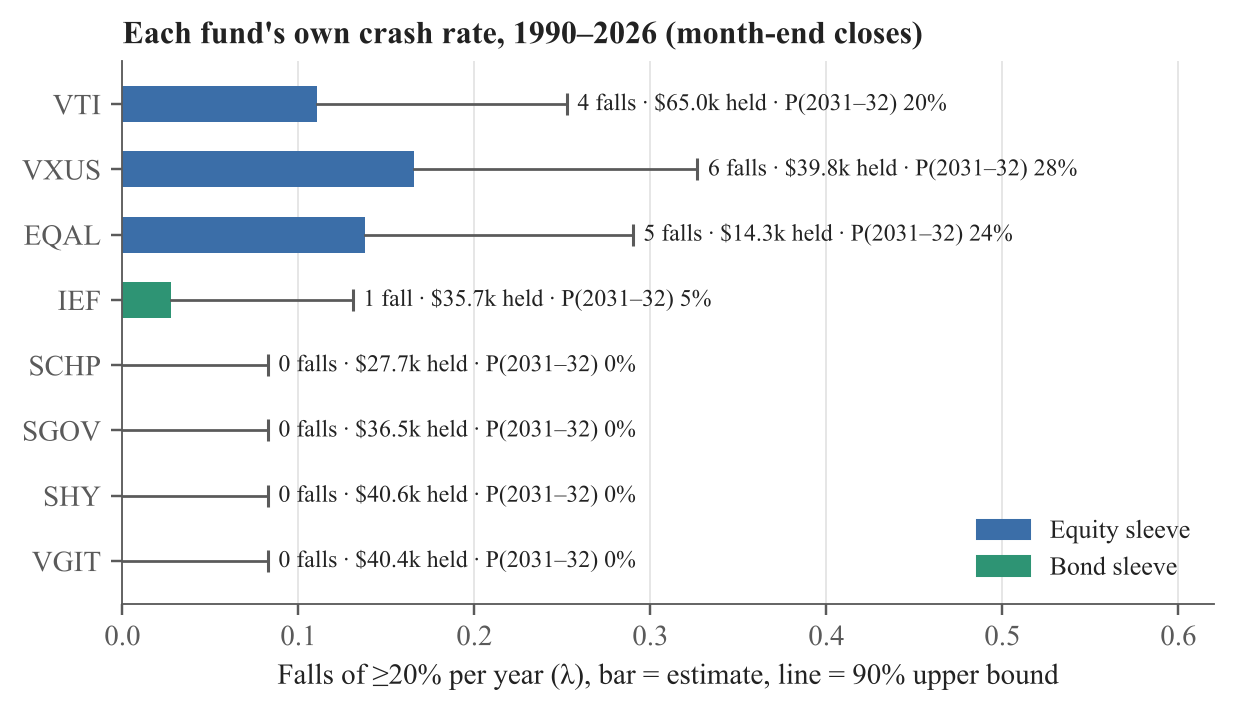 Each fund's own crash rate, 1990–2026 (month-end closes)
VTI
4 falls · $65.0k held · P(2031–32) 20%
VXUS
6 falls · $39.8k held · P(2031–32) 28%
EQAL
5 falls · $14.3k held · P(2031–32) 24%
IEF
1 fall · $35.7k held · P(2031–32) 5%
SCHP
0 falls · $27.7k held · P(2031–32) 0%
SGOV
0 falls · $36.5k held · P(2031–32) 0%
SHY
0 falls · $40.6k held · P(2031–32) 0%
VGIT
0 falls · $40.4k held · P(2031–32) 0%
Equity sleeve
Bond sleeve
0.0 0.1 0.2 0.3 0.4 0.5 0.6
Falls of ≥20% per year (λ), bar = estimate, line = 90% upper bound